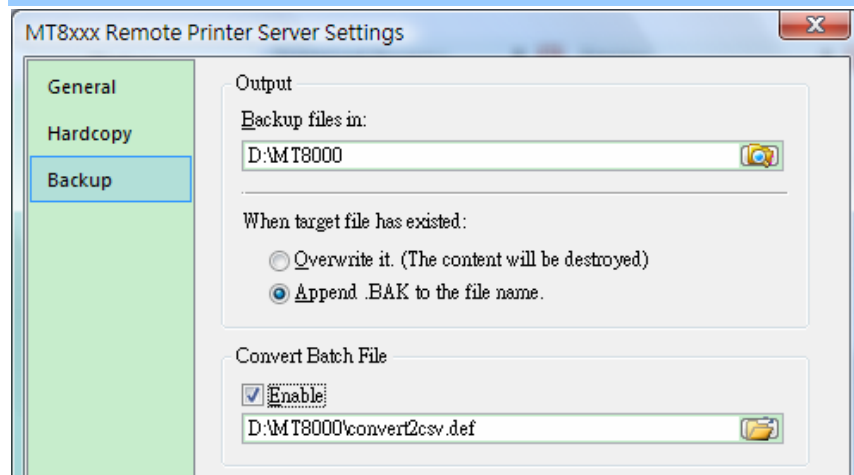 MT8xxx Remote Printer Server Settings
General
Hardcopy
Backup
Output
Backup files in:
D:\MT8000
When target file has existed:
Overwrite it. (The content will be destroyed)
Append .BAK to the file name.
Convert Batch File
Enable
D:\MT8000\convert2csv.def